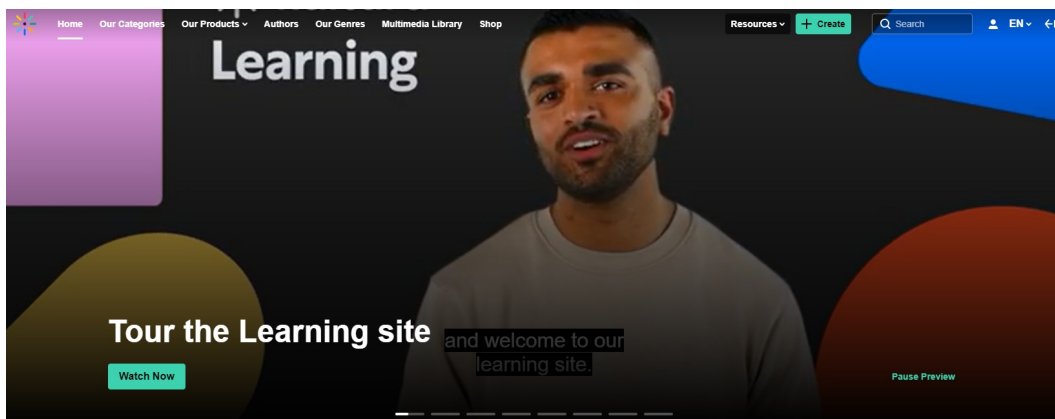 Home Our Categories Our Products Authors Our Genres Multimedia Library Shop Resources + Create Search EN
Learning
Tour the Learning site
and welcome to our
learning site.
Watch Now
Pause Preview